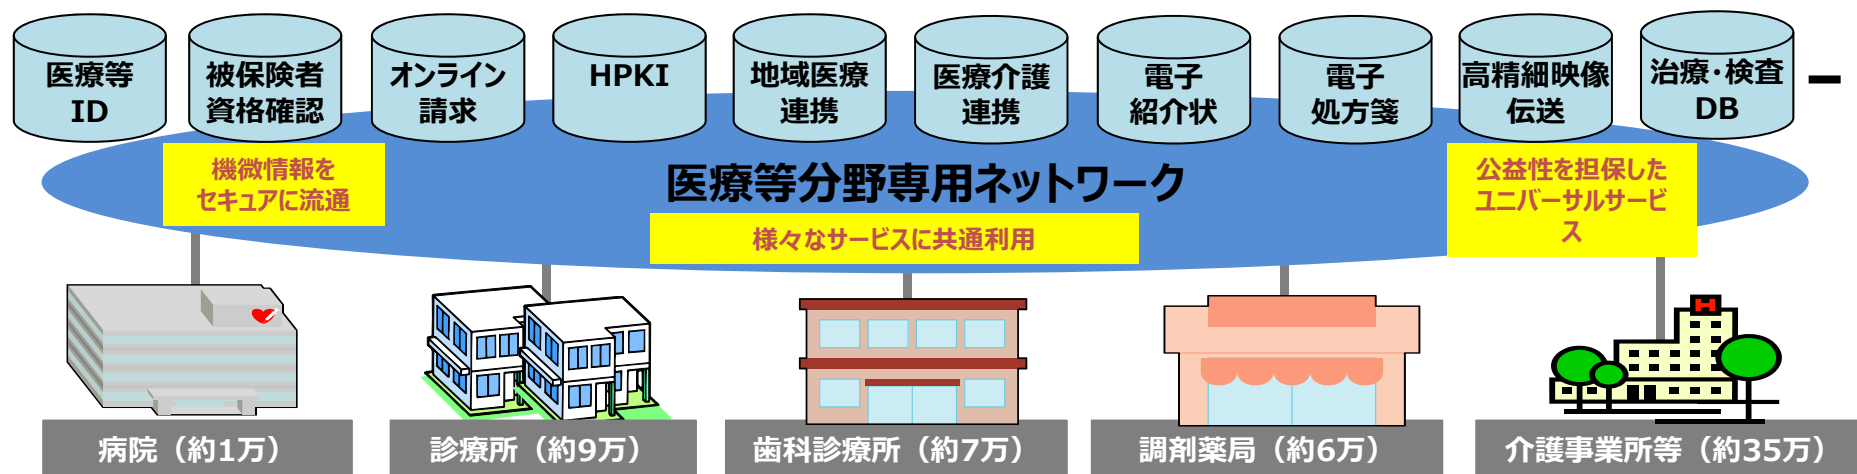 医療等
ID
被保険者
資格確認
オンライン
請求
HPKI
地域医療
連携
医療介護
連携
電子
紹介状
電子
処方箋
高精細映像
伝送
治療・検査
DB
機微情報を
セキュアに流通
医療等分野専用ネットワーク
様々なサービスに共通利用
公益性を担保した
ユニバーサルサービ
ス
H
病院（約1万）
診療所（約9万）
歯科診療所（約7万）
調剤薬局（約6万）
介護事業所等（約35万）